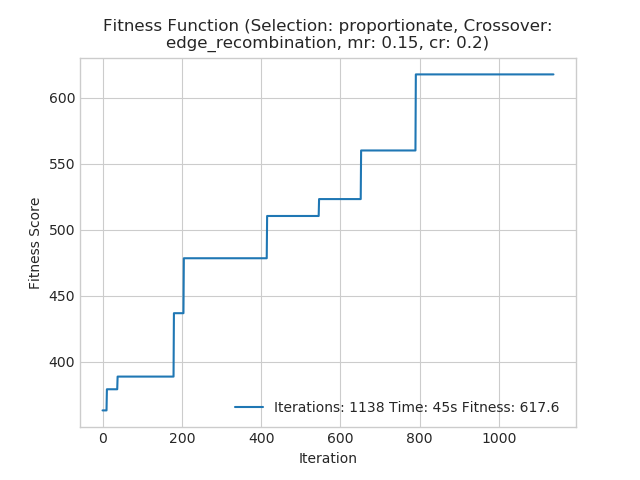 Fitness Function (Selection: proportionate, Crossover:
edge_recombination, mr: 0.15, cr: 0.2)
600
550
500
450
400
Fitness Score
Iterations: 1138 Time: 45s Fitness: 617.6
0 200 400 600 800 1000
Iteration